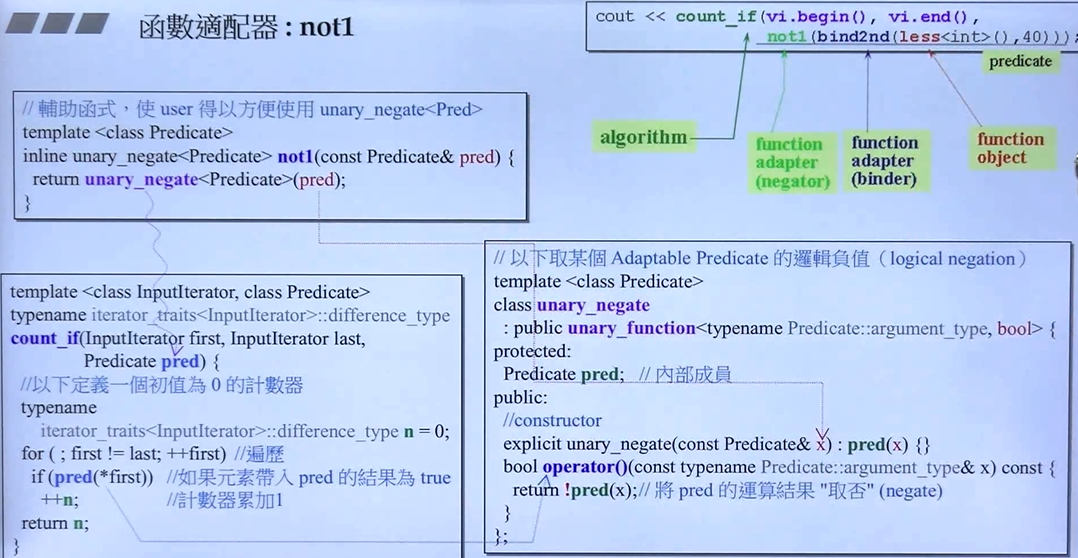 函數適配器 : not1
cout << count_if(vi.begin(), vi.end(),
not1(bind2nd(less<int>(),40)));
predicate
algorithm
function
adapter
(negator)
function
adapter
(binder)
function
object
// 輔助函式，使 user 得以方便使用 unary_negate<Pred>
template <class Predicate>
inline unary_negate<Predicate> not1(const Predicate& pred) {
return unary_negate<Predicate>(pred);
}
template <class InputIterator, class Predicate>
typename iterator_traits<InputIterator>::difference_type
count_if(InputIterator first, InputIterator last,
Predicate pred) {
//以下定義一個初值為 0 的計數器
typename
iterator_traits<InputIterator>::difference_type n = 0;
for ( ; first != last; ++first) //遍歷
if (pred(*first)) //如果元素帶入 pred 的結果為 true
++n; //計數器累加1
return n;
}
// 以下取某個 Adaptable Predicate 的邏輯負值（logical negation）
template <class Predicate>
class unary_negate
: public unary_function<typename Predicate::argument_type, bool> {
protected:
Predicate pred; // 內部成員
public:
//constructor
explicit unary_negate(const Predicate& x) : pred(x) {}
bool operator()(const typename Predicate::argument_type& x) const {
return !pred(x);// 將 pred 的運算結果 "取否" (negate)
}
};